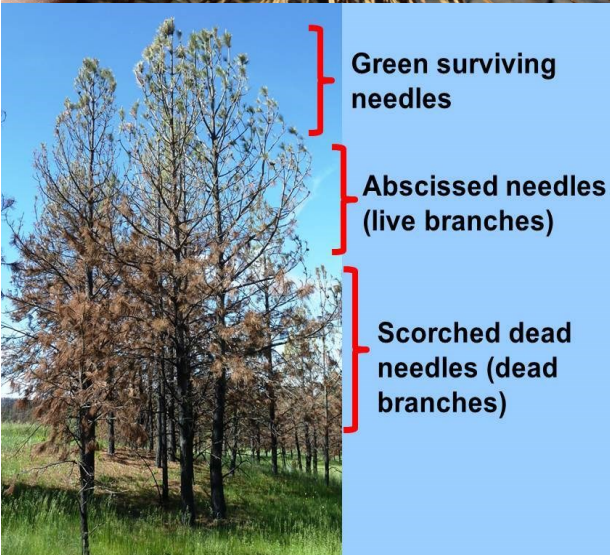 Green surviving
needles
Abscissed needles
(live branches)
Scorched dead
needles (dead
branches)